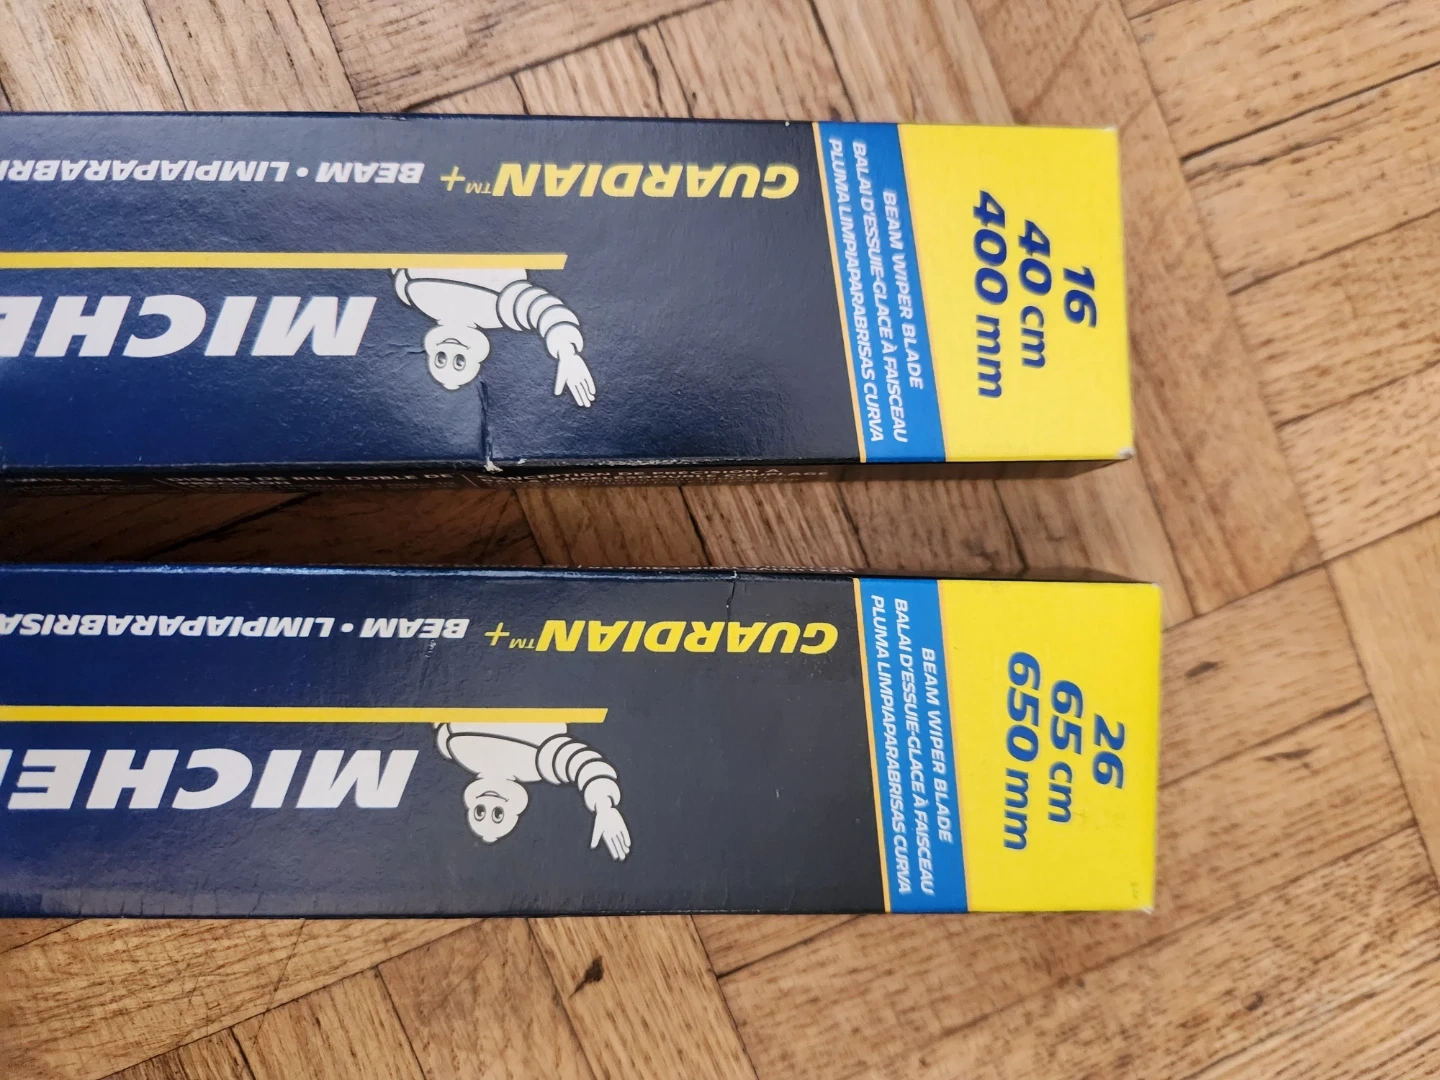 GUARDIAN™+ BEAM • LIMPIAPARABRI
MICHE
BEAM WIPER BLADE
BALAI D'ESSUIE-GLACE À FAISCEAU
PLUMA LIMPIAPARABRISAS CURVA
16
40 cm
400 mm
GUARDIAN™+ BEAM • LIMPIAPARABRISA
MICHE
BEAM WIPER BLADE
BALAI D'ESSUIE-GLACE À FAISCEAU
PLUMA LIMPIAPARABRISAS CURVA
26
65 cm
650 mm